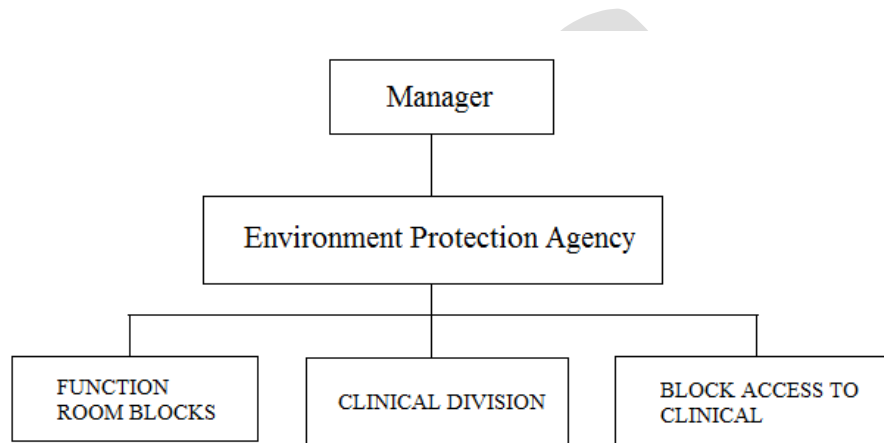 Manager
Environment Protection Agency
FUNCTION
ROOM BLOCKS
CLINICAL DIVISION
BLOCK ACCESS TO
CLINICAL